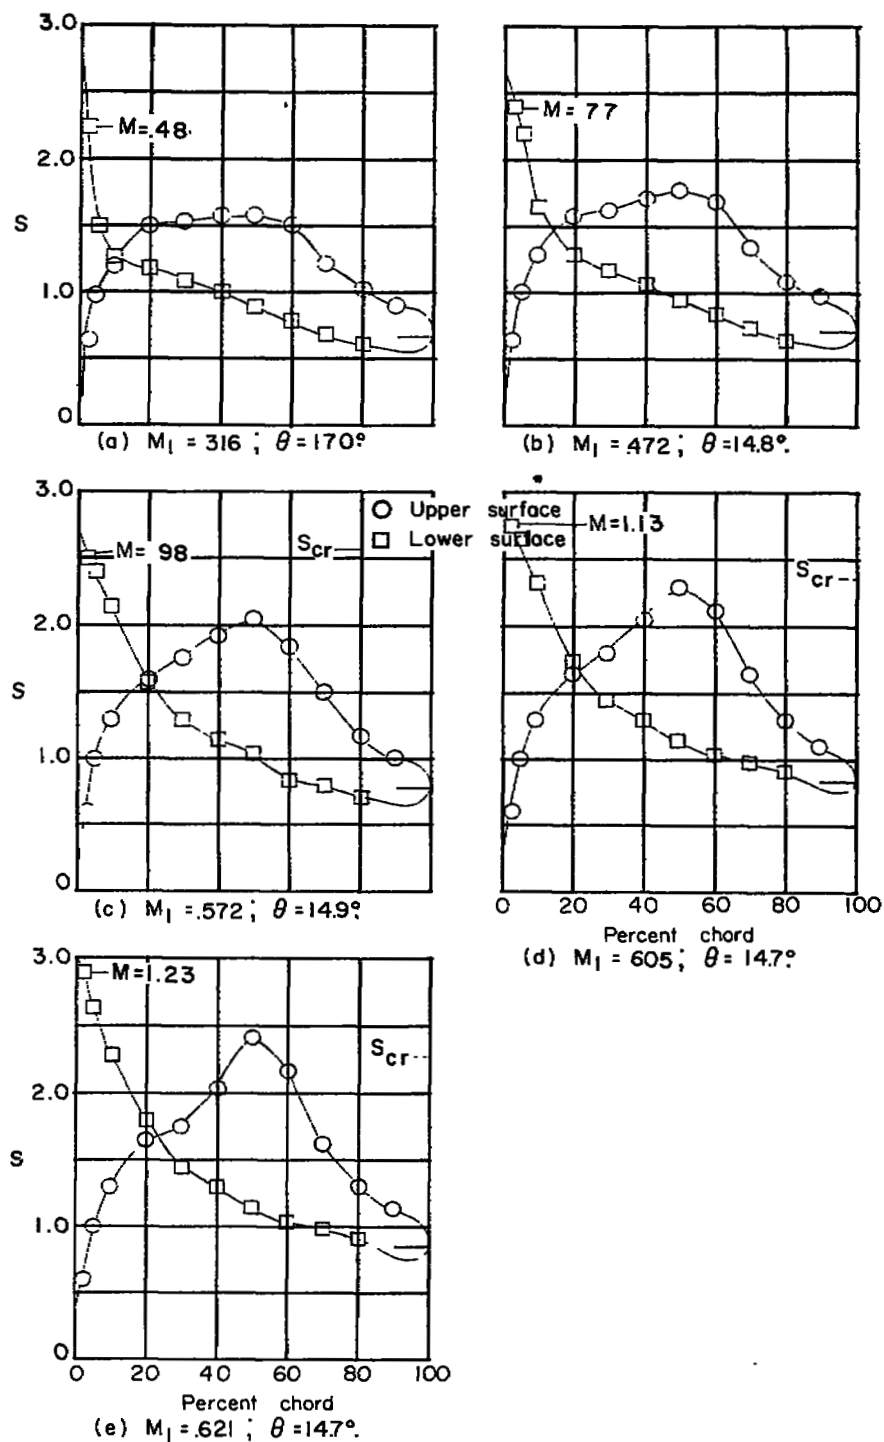 3.0
2.0
S
1.0
0
M=.48
(a) M1 = 316 ; θ = 170°
M = 77
(b) M1 = .472 ; θ = 14.8°.
3.0
2.0
S
1.0
0
M= 98
Scr
○ Upper surface
□ Lower surface
(c) M1 = .572 ; θ = 14.9°
M=1.13
Scr
0 20 40 60 80 100
Percent chord
(d) M1 = 605 ; θ = 14.7°
3.0
2.0
S
1.0
0
M=1.23
Scr
0 20 40 60 80 100
Percent chord
(e) M1 = .621 ; θ = 14.7°.